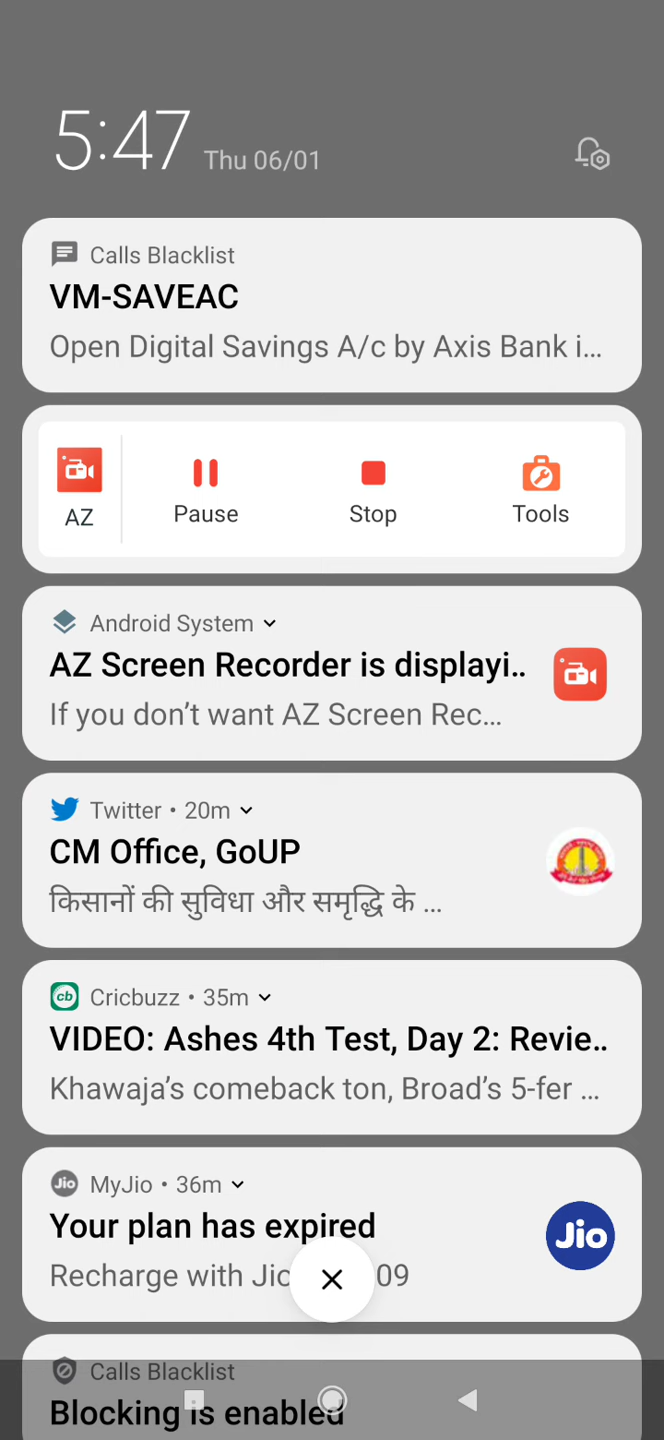 5:47 Thu 06/01
Calls Blacklist
VM-SAVEAC
Open Digital Savings A/c by Axis Bank i...
AZ
Pause
Stop
Tools
Android System
AZ Screen Recorder is displayi..
If you don't want AZ Screen Rec...
Twitter • 20m
CM Office, GoUP
किसानों की सुविधा और समृद्धि के ...
cb Cricbuzz • 35m
VIDEO: Ashes 4th Test, Day 2: Revie..
Khawaja's comeback ton, Broad's 5-fer ...
Jio MyJio • 36m
Your plan has expired
Jio
Recharge with 09
Calls Blacklist
Blocking is enabled